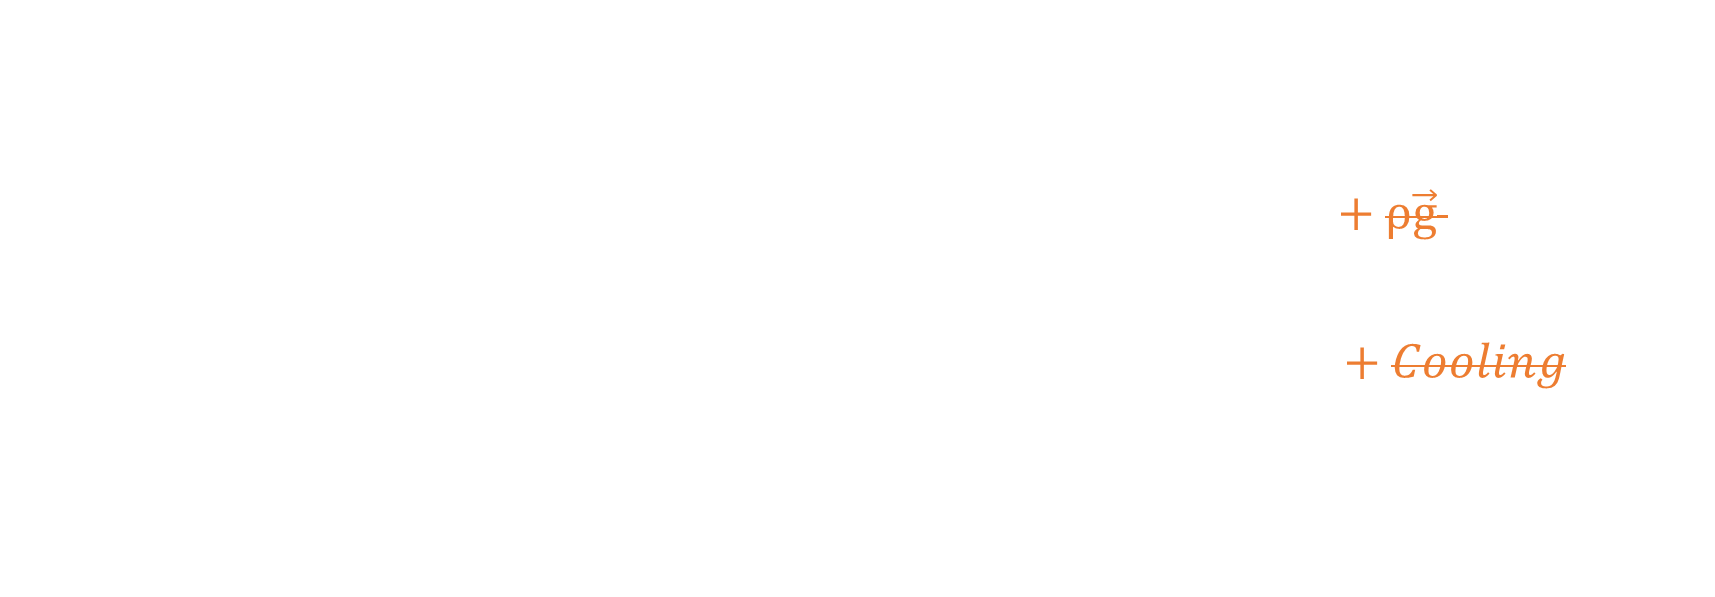 + ρg⃗
+ Cooling